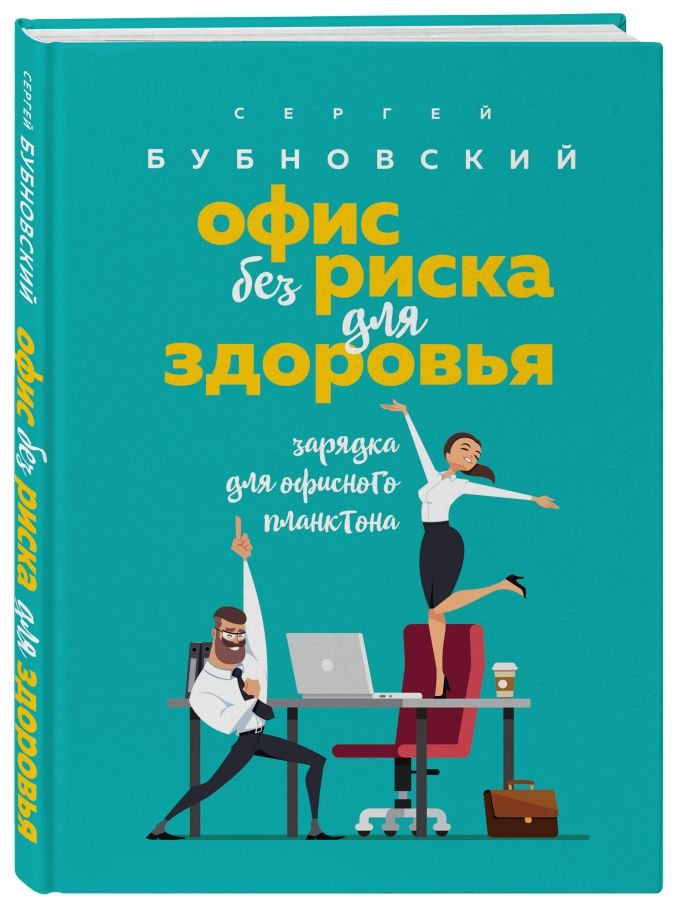 СЕРГЕЙ
БУБНОВСКИЙ
офис
без риска
для
здоровья
зарядка
для офисного
планктона
СЕРГЕЙ БУБНОВСКИЙ офис без риска для здоровья